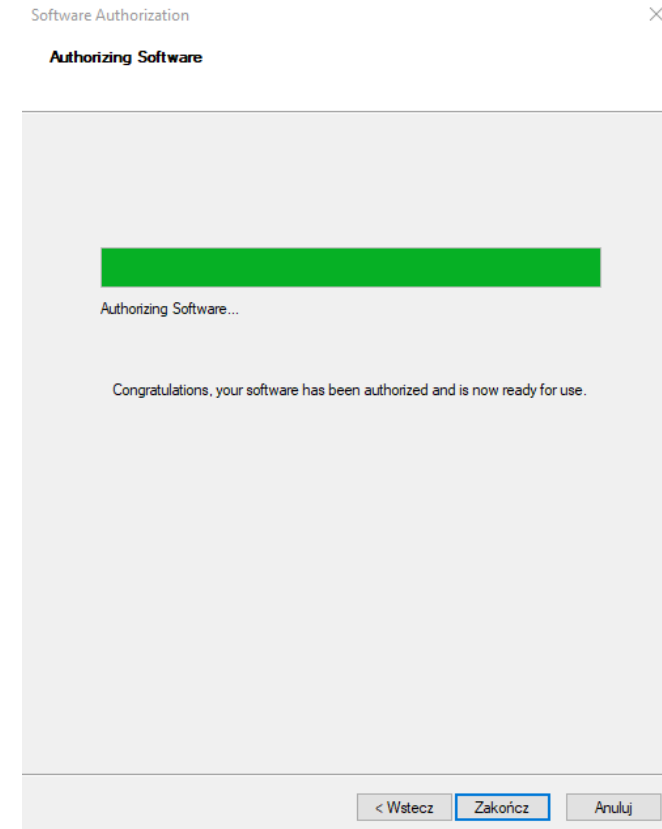 Software Authorization
Authorizing Software
Authorizing Software...
Congratulations, your software has been authorized and is now ready for use.
< Wstecz Zakończ Anuluj